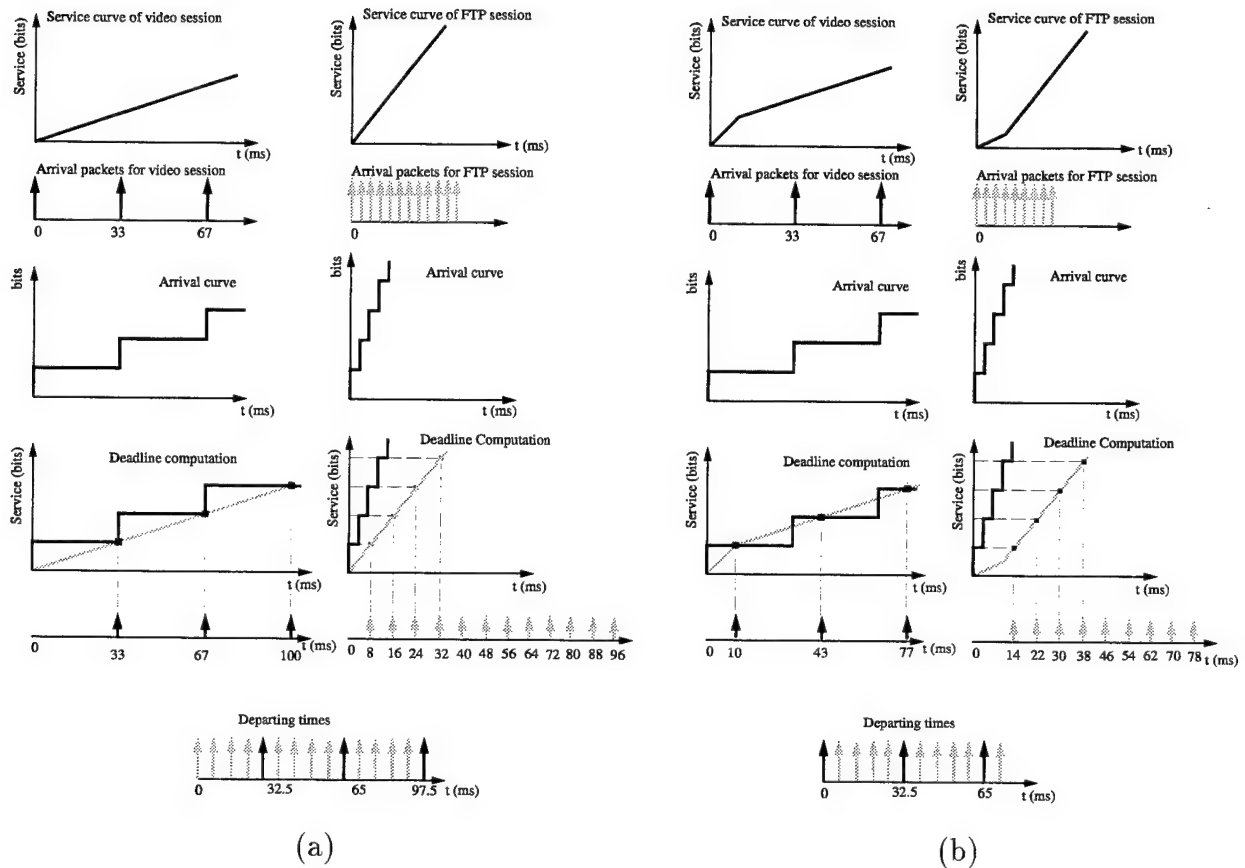 Service curve of video session
Service (bits)
t (ms)
Service curve of FTP session
Service (bits)
t (ms)
Arrival packets for video session
0 33 67
Arrival packets for FTP session
0
bits
Arrival curve
t (ms)
Arrival curve
t (ms)
Service (bits)
Deadline computation
t (ms)
0 33 67 100 t (ms)
Service (bits)
Deadline Computation
t (ms)
0 8 16 24 32 40 48 56 64 72 80 88 96 t (ms)
Departing times
0 32.5 65 97.5 t (ms)
(a)
Service curve of video session
Service (bits)
t (ms)
Service curve of FTP session
Service (bits)
t (ms)
Arrival packets for video session
0 33 67
Arrival packets for FTP session
0
bits
Arrival curve
t (ms)
Arrival curve
t (ms)
Service (bits)
Deadline computation
t (ms)
0 10 43 77
Service (bits)
Deadline Computation
t (ms)
0 14 22 30 38 46 54 62 70 78 t (ms)
Departing times
0 32.5 65 t (ms)
(b)